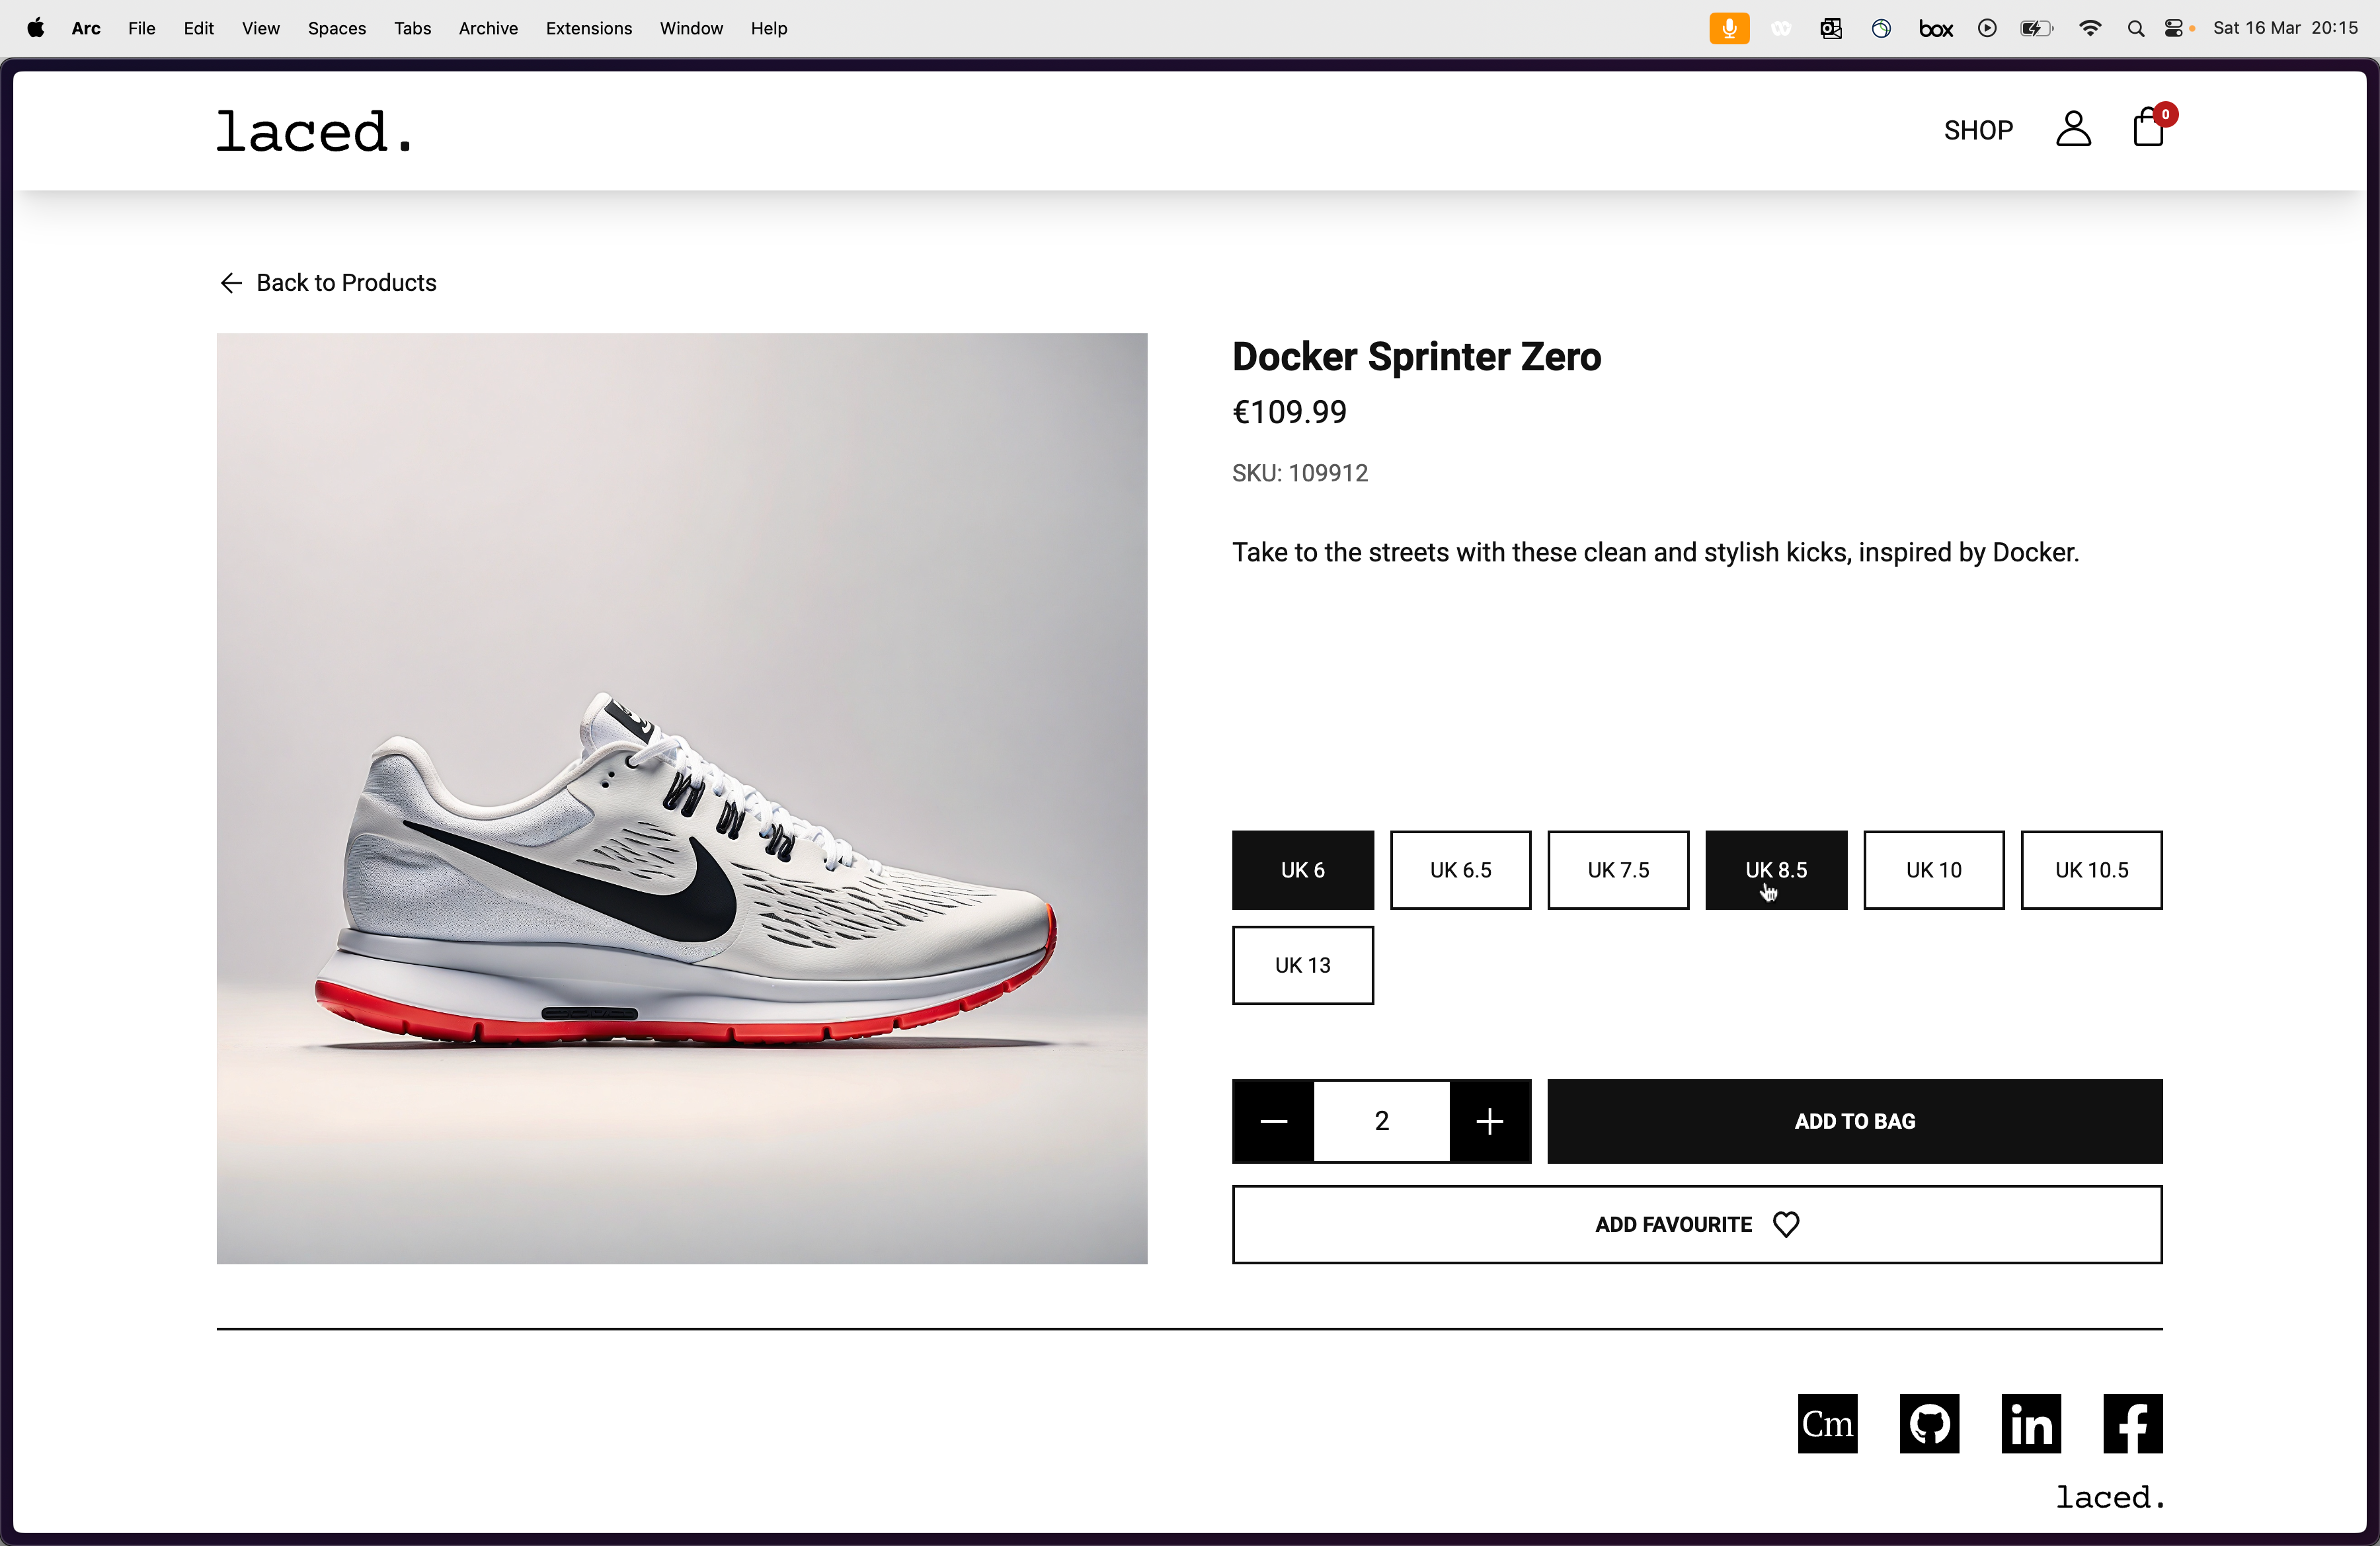 Arc File Edit View Spaces Tabs Archive Extensions Window Help box Sat 16 Mar 20:15
laced.
SHOP
0
Back to Products
Docker Sprinter Zero
€109.99
SKU: 109912
Take to the streets with these clean and stylish kicks, inspired by Docker.
UK 6 UK 6.5 UK 7.5 UK 8.5 UK 10 UK 10.5
UK 13
2 ADD TO BAG
ADD FAVOURITE
Cm in f
laced.